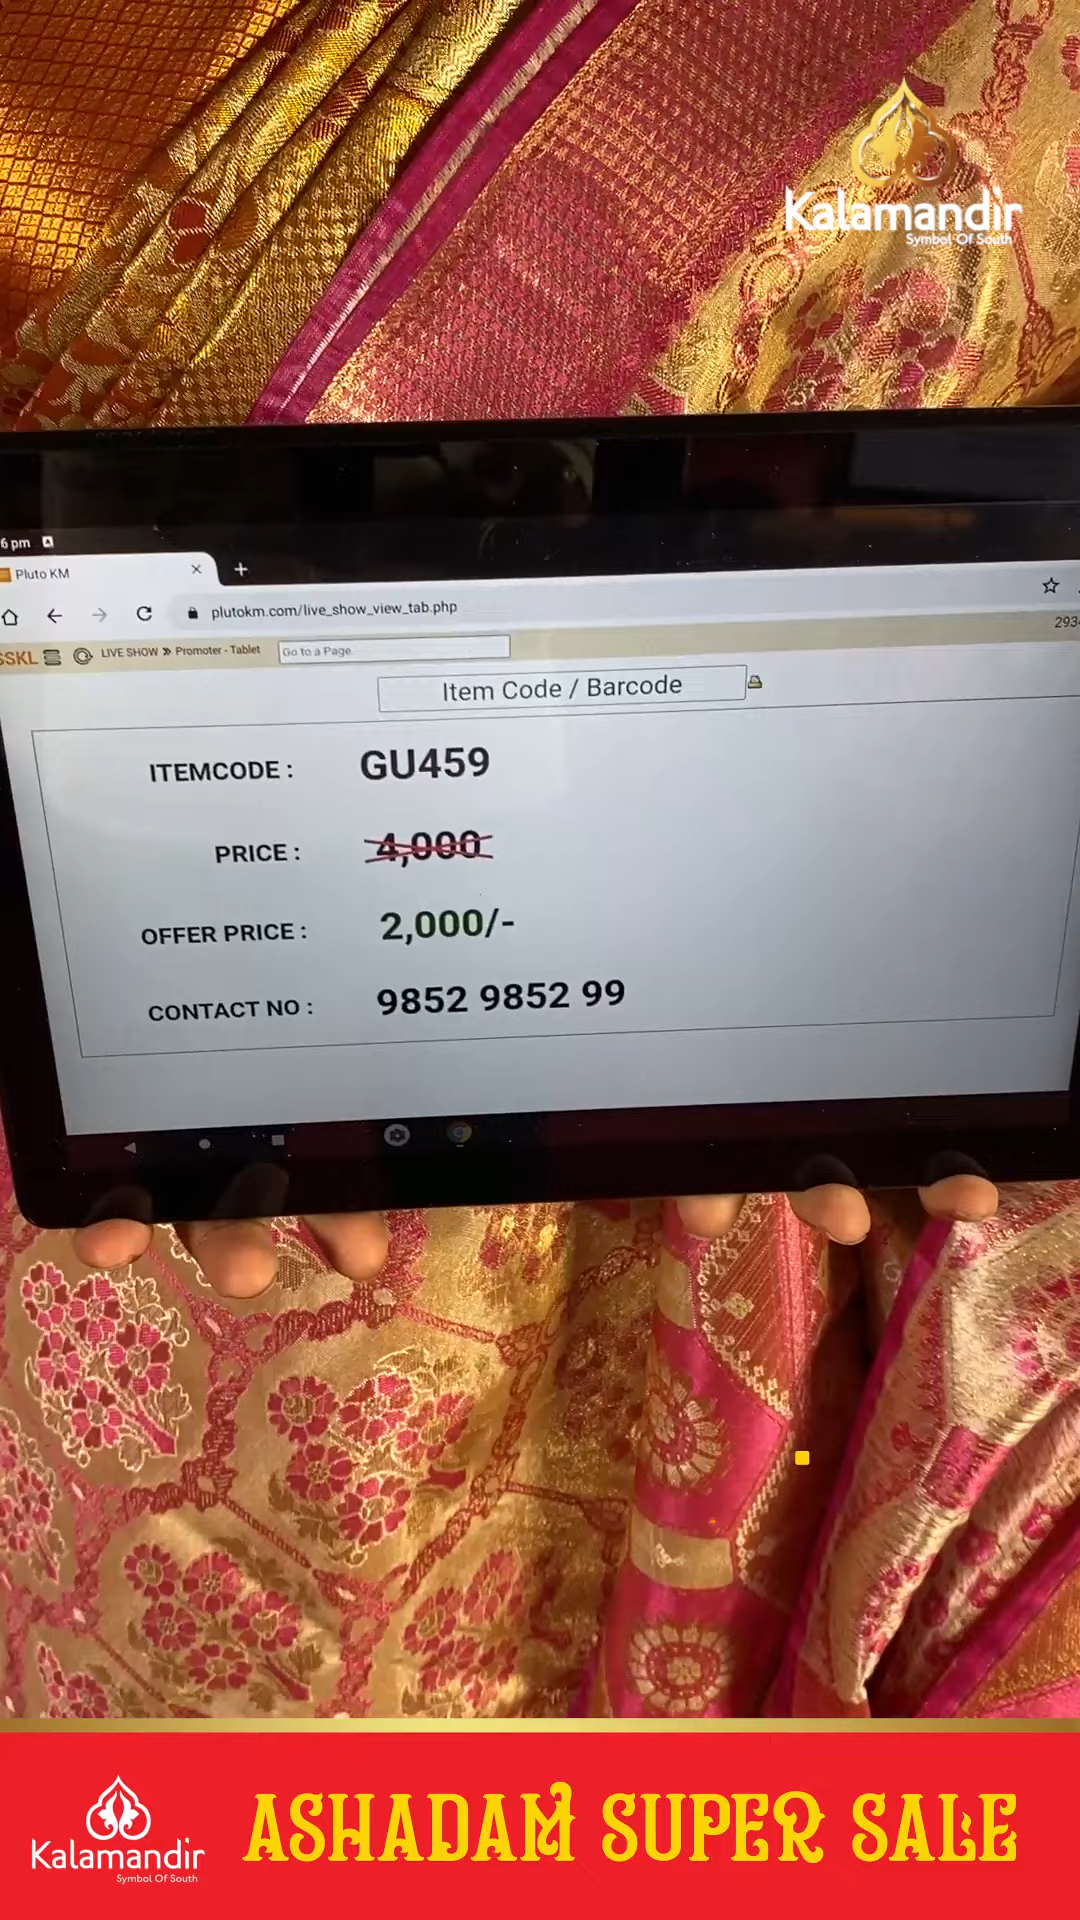 Kalamandir
Symbol Of South
6 pm
Pluto KM
plutokm.com/live_show_view_tab.php
SSKL LIVE SHOW » Promoter - Tablet Go to a Page
Item Code / Barcode
ITEMCODE : GU459
PRICE : 4,000
OFFER PRICE : 2,000/-
CONTACT NO : 9852 9852 99
Kalamandir
Symbol Of South
ASHADAM SUPER SALE